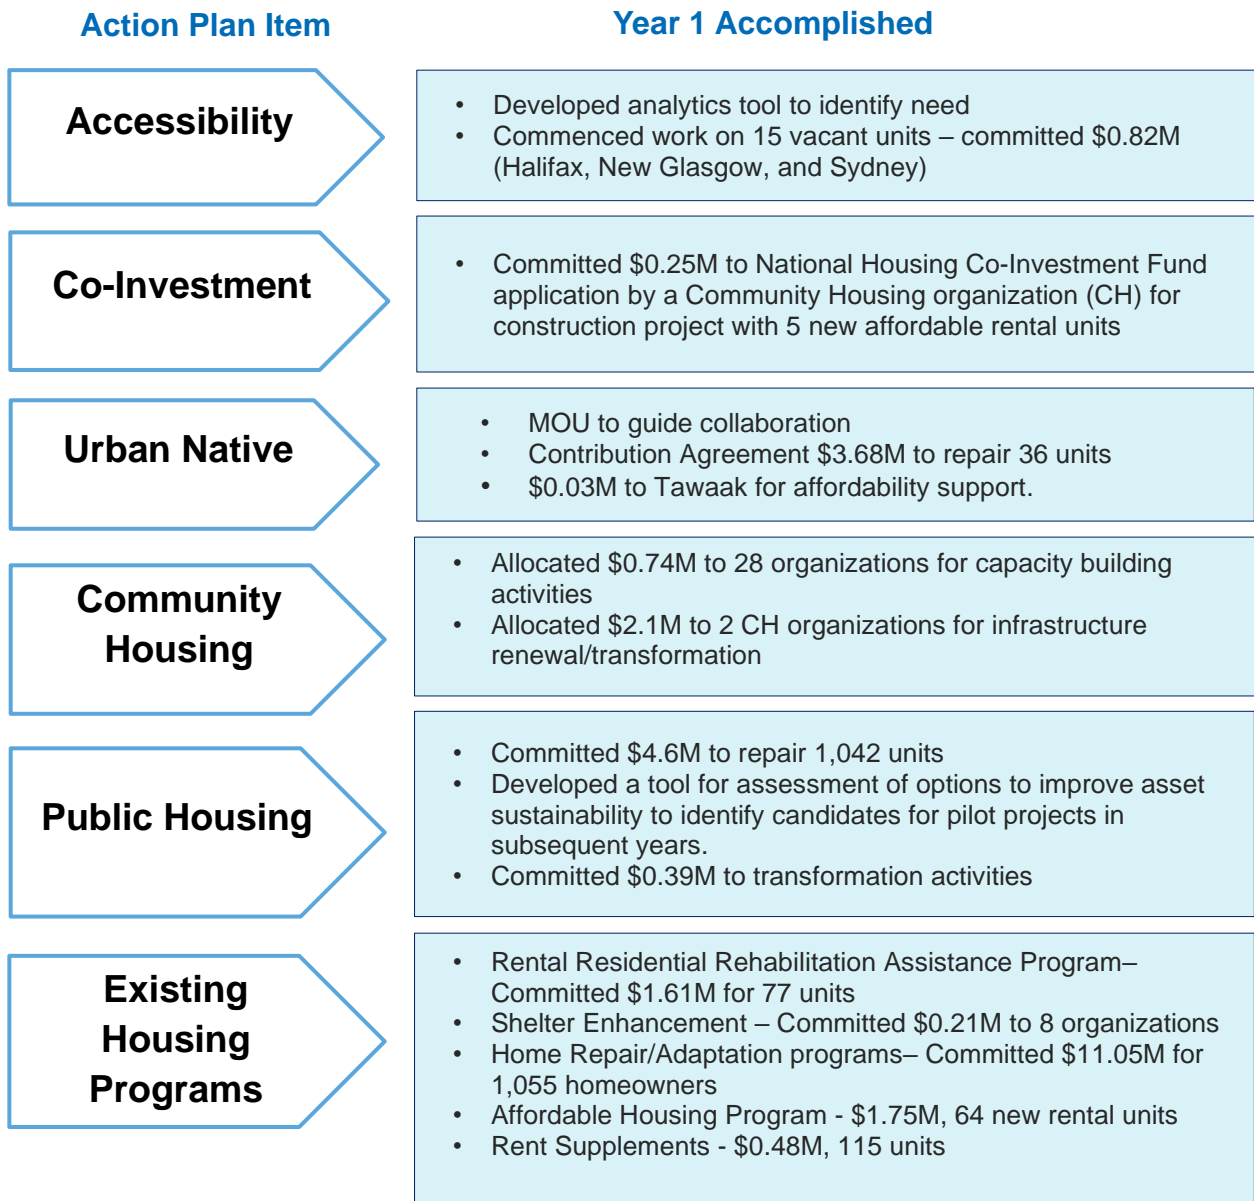 Action Plan Item
Year 1 Accomplished
Accessibility
• Developed analytics tool to identify need
• Commenced work on 15 vacant units – committed $0.82M
(Halifax, New Glasgow, and Sydney)
Co-Investment
• Committed $0.25M to National Housing Co-Investment Fund
application by a Community Housing organization (CH) for
construction project with 5 new affordable rental units
Urban Native
• MOU to guide collaboration
• Contribution Agreement $3.68M to repair 36 units
• $0.03M to Tawaak for affordability support.
Community
Housing
• Allocated $0.74M to 28 organizations for capacity building
activities
• Allocated $2.1M to 2 CH organizations for infrastructure
renewal/transformation
Public Housing
• Committed $4.6M to repair 1,042 units
• Developed a tool for assessment of options to improve asset
sustainability to identify candidates for pilot projects in
subsequent years.
• Committed $0.39M to transformation activities
Existing
Housing
Programs
• Rental Residential Rehabilitation Assistance Program–
Committed $1.61M for 77 units
• Shelter Enhancement – Committed $0.21M to 8 organizations
• Home Repair/Adaptation programs– Committed $11.05M for
1,055 homeowners
• Affordable Housing Program - $1.75M, 64 new rental units
• Rent Supplements - $0.48M, 115 units